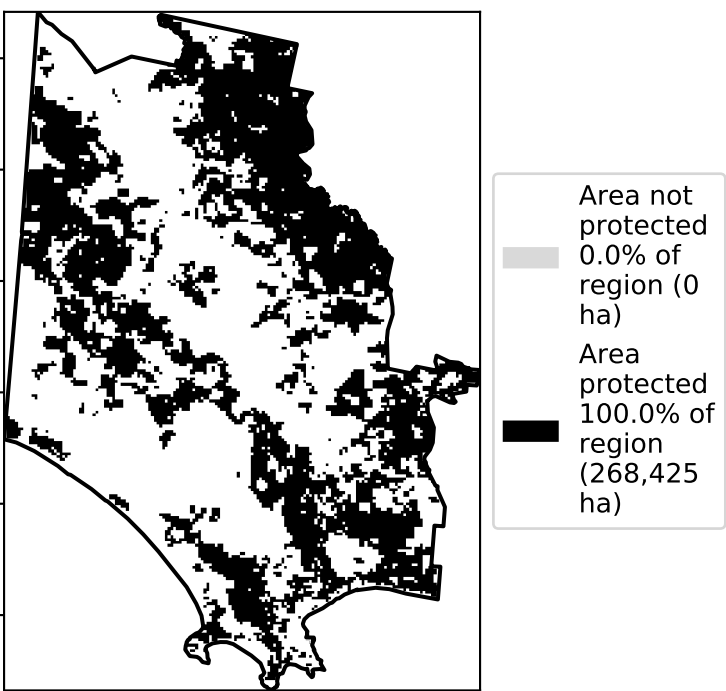 Area not
protected
0.0% of
region (0
ha)
Area
protected
100.0% of
region
(268,425
ha)